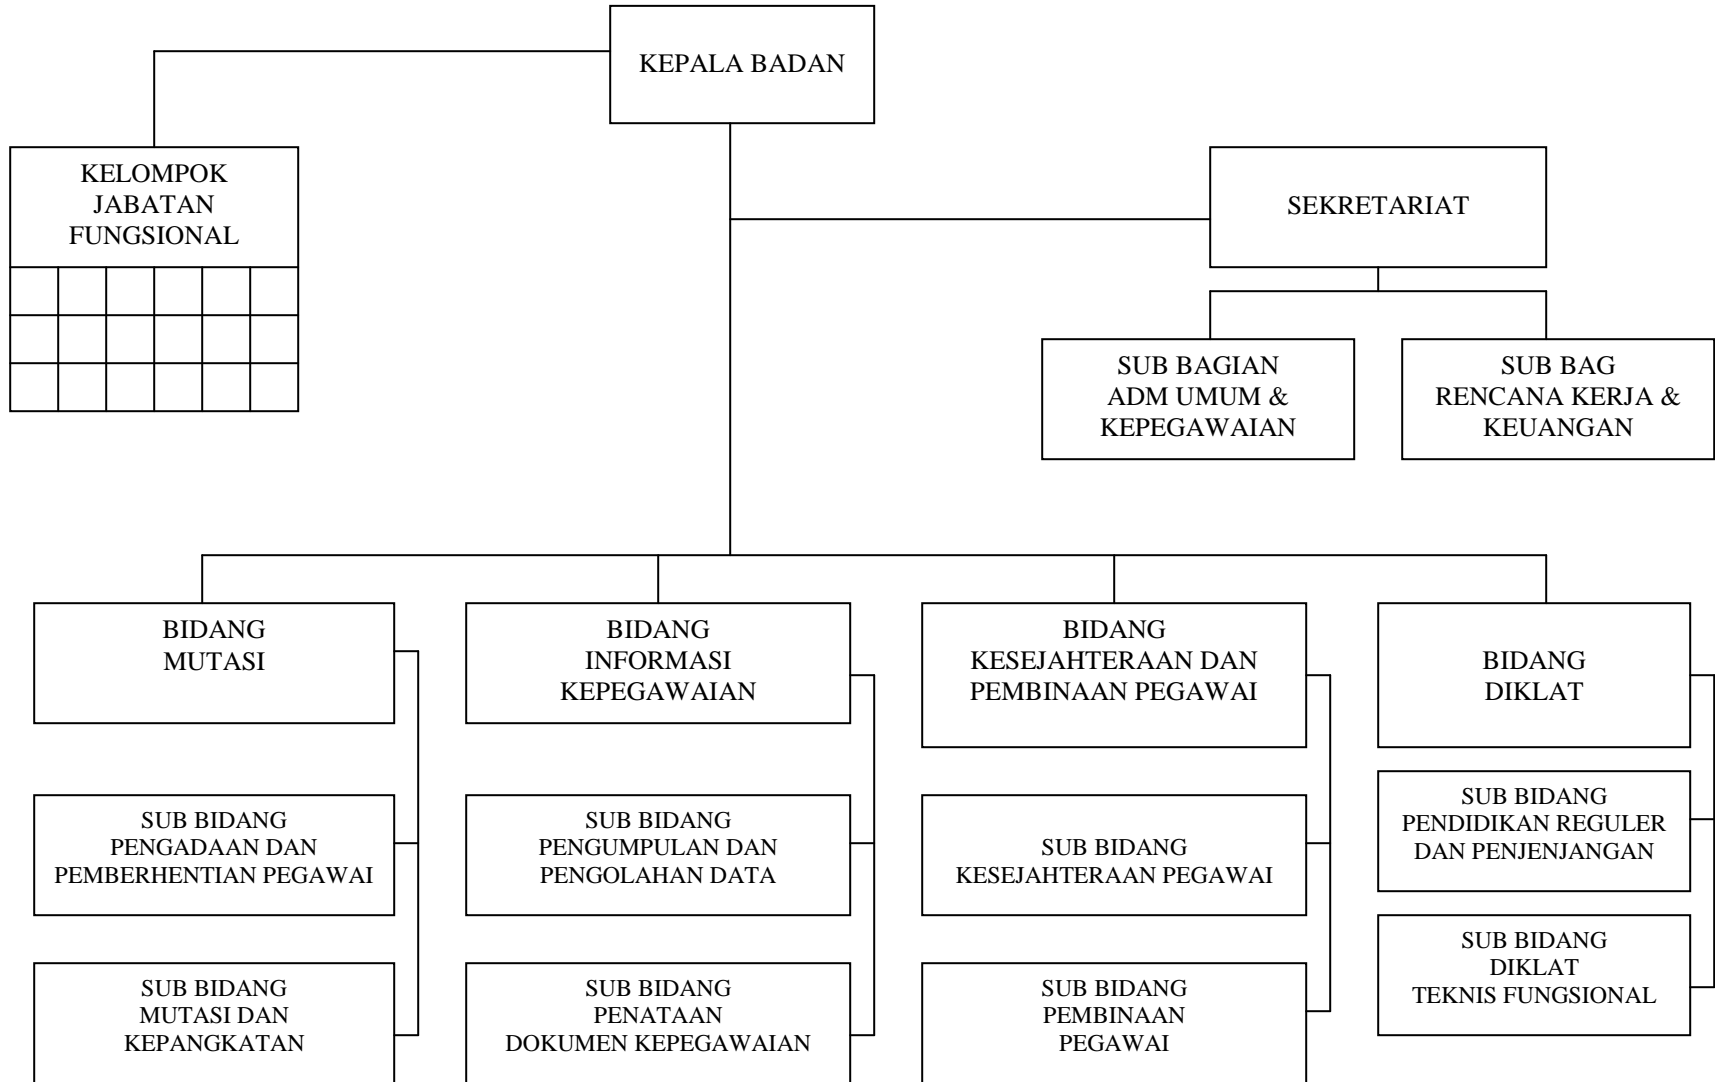 KEPALA BADAN
KELOMPOK
JABATAN
FUNGSIONAL
SEKRETARIAT
SUB BAGIAN
ADM UMUM &
KEPEGAWAIAN
SUB BAG
RENCANA KERJA &
KEUANGAN
BIDANG
MUTASI
BIDANG
INFORMASI
KEPEGAWAIAN
BIDANG
KESEJAHTERAAN DAN
PEMBINAAN PEGAWAI
BIDANG
DIKLAT
SUB BIDANG
PENGADAAN DAN
PEMBERHENTIAN PEGAWAI
SUB BIDANG
PENGUMPULAN DAN
PENGOLAHAN DATA
SUB BIDANG
KESEJAHTERAAN PEGAWAI
SUB BIDANG
PENDIDIKAN REGULER
DAN PENJENJANGAN
SUB BIDANG
MUTASI DAN
KEPANGKATAN
SUB BIDANG
PENATAAN
DOKUMEN KEPEGAWAIAN
SUB BIDANG
PEMBINAAN
PEGAWAI
SUB BIDANG
DIKLAT
TEKNIS FUNGSIONAL